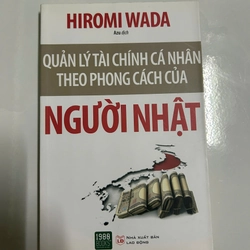 HIROMI WADA
QUẢN LÝ TÀI CHÍNH CÁ NHÂN
THEO PHONG CÁCH CỦA
NGƯỜI NHẬT
1980
BOOKS
NHÀ XUẤT BẢN
LAO ĐỘNG